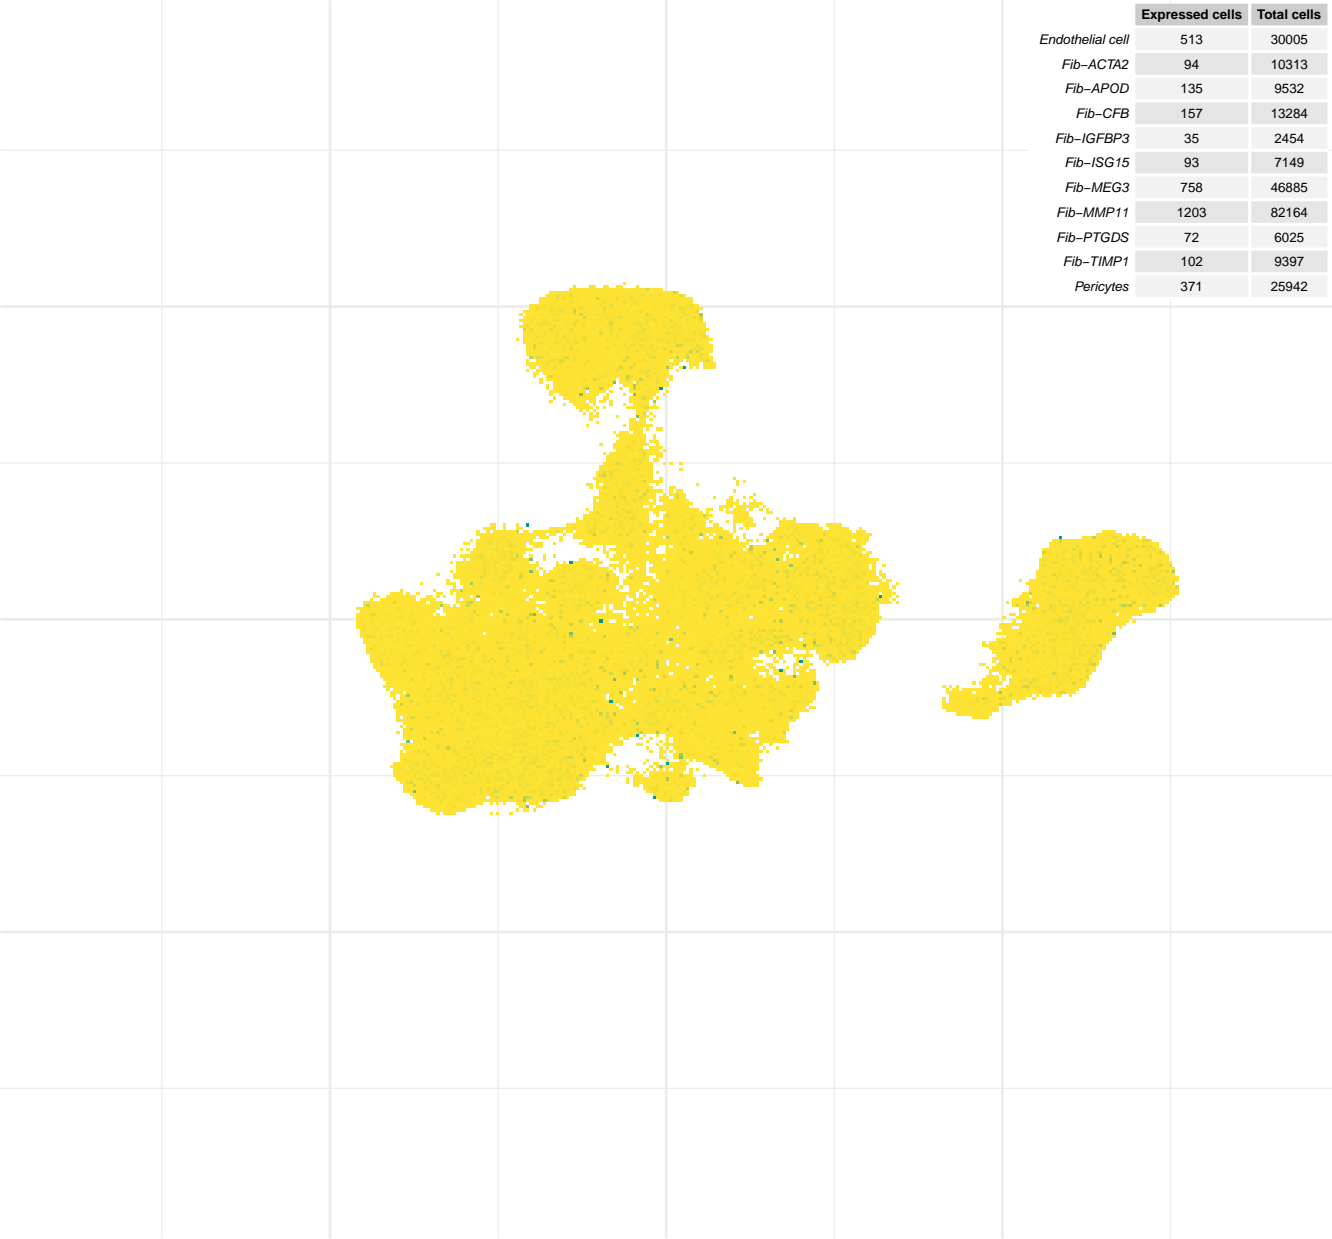 Expressed cells Total cells
Endothelial cell 513 30005
Fib−ACTA2 94 10313
Fib−APOD 135 9532
Fib−CFB 157 13284
Fib−IGFBP3 35 2454
Fib−ISG15 93 7149
Fib−MEG3 758 46885
Fib−MMP11 1203 82164
Fib−PTGDS 72 6025
Fib−TIMP1 102 9397
Pericytes 371 25942